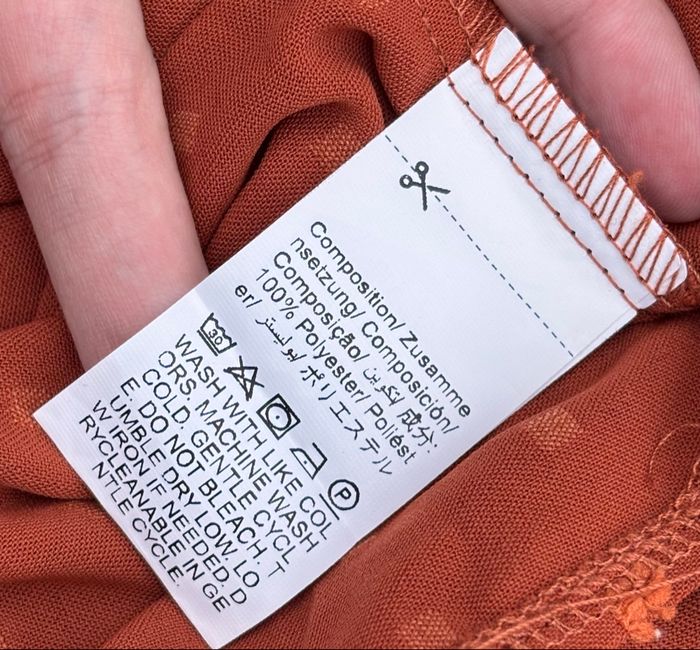 Composition/ Zusamme
nsetzung/ Composición/
Composição/ تكوين/ 成分:
100% Polyester/ Poliést
er/ بوليستر/ ポリエステル
30 P
WASH WITH LIKE COL
ORS. MACHINE WASH
COLD. GENTLE CYCL
E. DO NOT BLEACH. T
UMBLE DRY LOW. LO
W IRON IF NEEDED. D
RYCLEANABLE IN GE
NTLE CYCLE.